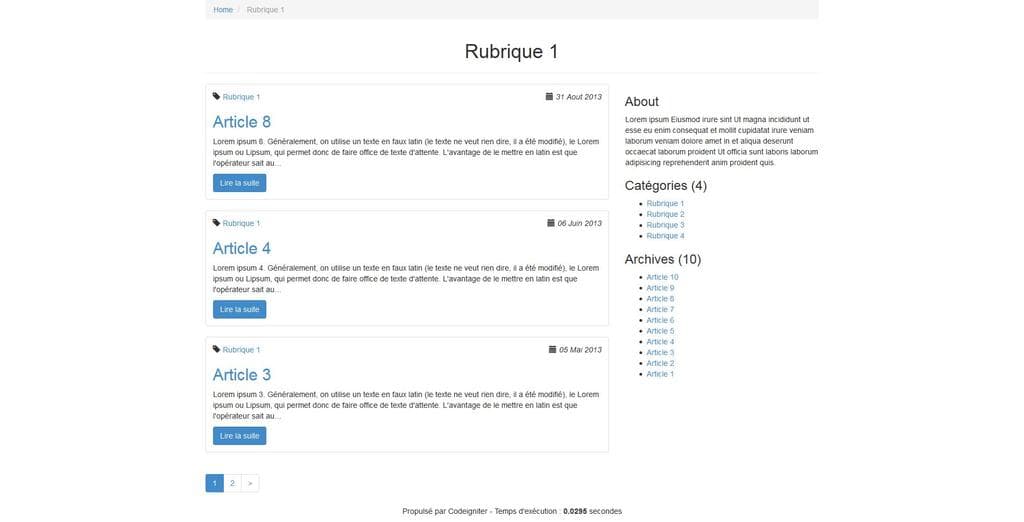 Home / Rubrique 1
Rubrique 1
Rubrique 1 31 Aout 2013
Article 8
Lorem ipsum 8. Généralement, on utilise un texte en faux latin (le texte ne veut rien dire, il a été modifié), le Lorem
ipsum ou Lipsum, qui permet donc de faire office de texte d'attente. L'avantage de le mettre en latin est que
l'opérateur sait au…
Lire la suite
Rubrique 1 06 Juin 2013
Article 4
Lorem ipsum 4. Généralement, on utilise un texte en faux latin (le texte ne veut rien dire, il a été modifié), le Lorem
ipsum ou Lipsum, qui permet donc de faire office de texte d'attente. L'avantage de le mettre en latin est que
l'opérateur sait au…
Lire la suite
Rubrique 1 05 Mai 2013
Article 3
Lorem ipsum 3. Généralement, on utilise un texte en faux latin (le texte ne veut rien dire, il a été modifié), le Lorem
ipsum ou Lipsum, qui permet donc de faire office de texte d'attente. L'avantage de le mettre en latin est que
l'opérateur sait au…
Lire la suite
1 2 >
About
Lorem ipsum Eiusmod irure sint Ut magna incididunt ut
esse eu enim consequat et mollit cupidatat irure veniam
laborum veniam dolore amet in et aliqua deserunt
occaecat laborum proident Ut officia sunt laboris laborum
adipisicing reprehenderit anim proident quis.
Catégories (4)
Rubrique 1
Rubrique 2
Rubrique 3
Rubrique 4
Archives (10)
Article 10
Article 9
Article 8
Article 7
Article 6
Article 5
Article 4
Article 3
Article 2
Article 1
Propulsé par Codeigniter - Temps d'exécution : 0.0295 secondes